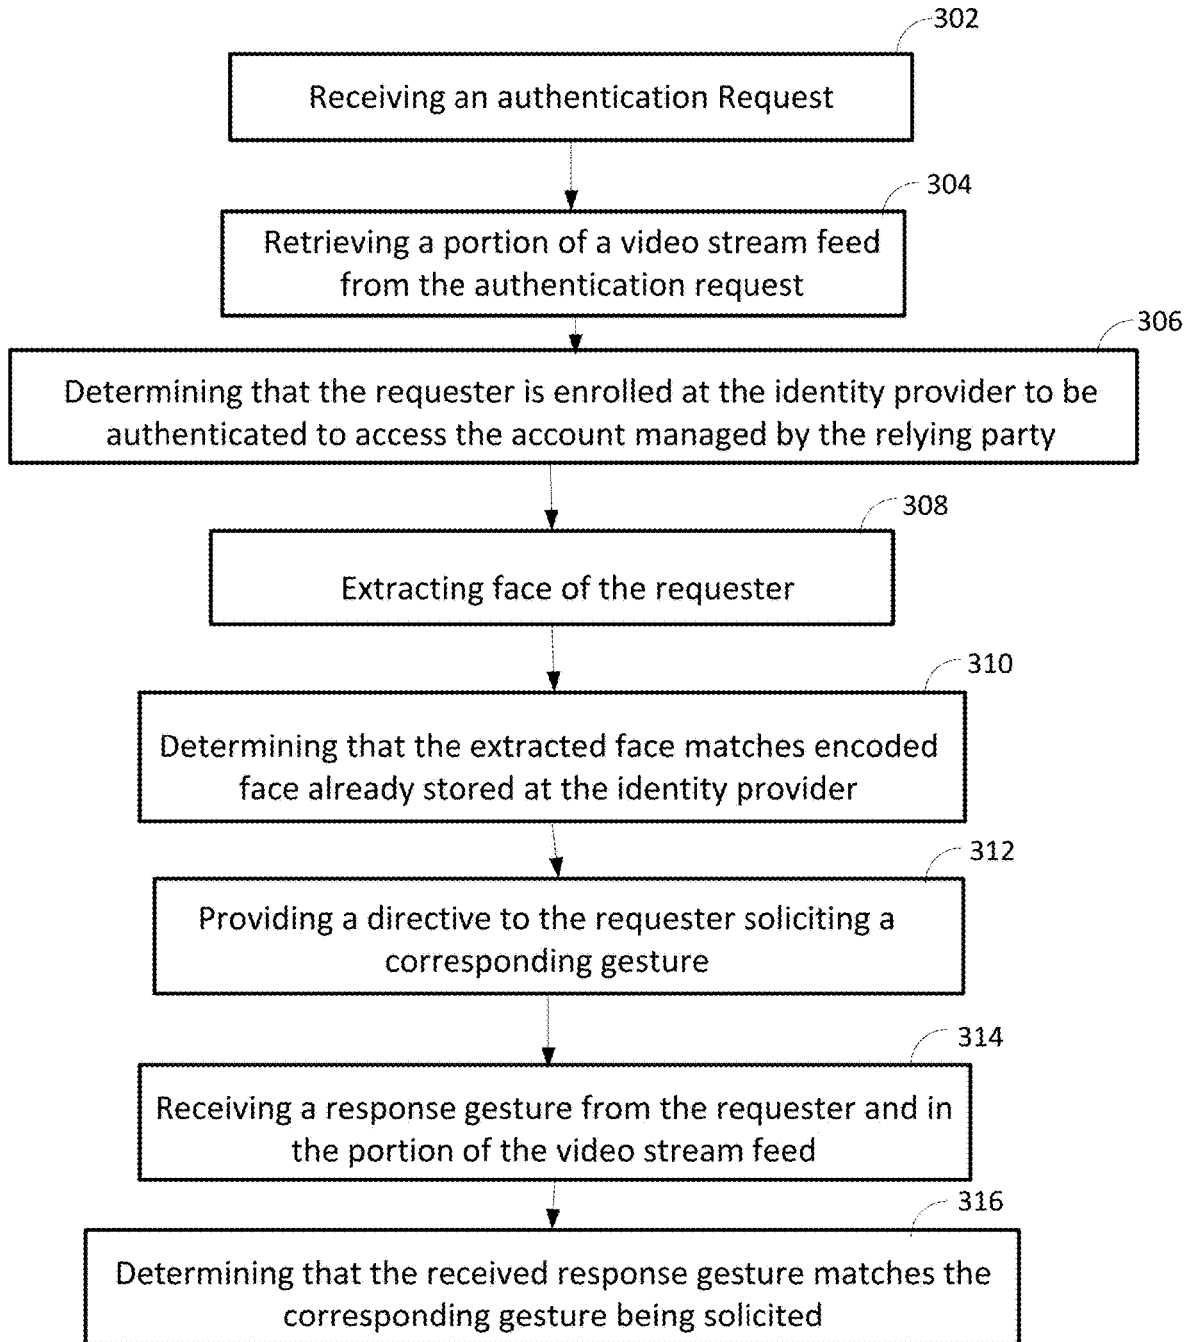 302
Receiving an authentication Request
304
Retrieving a portion of a video stream feed
from the authentication request
306
Determining that the requester is enrolled at the identity provider to be
authenticated to access the account managed by the relying party
308
Extracting face of the requester
310
Determining that the extracted face matches encoded
face already stored at the identity provider
312
Providing a directive to the requester soliciting a
corresponding gesture
314
Receiving a response gesture from the requester and in
the portion of the video stream feed
316
Determining that the received response gesture matches the
corresponding gesture being solicited